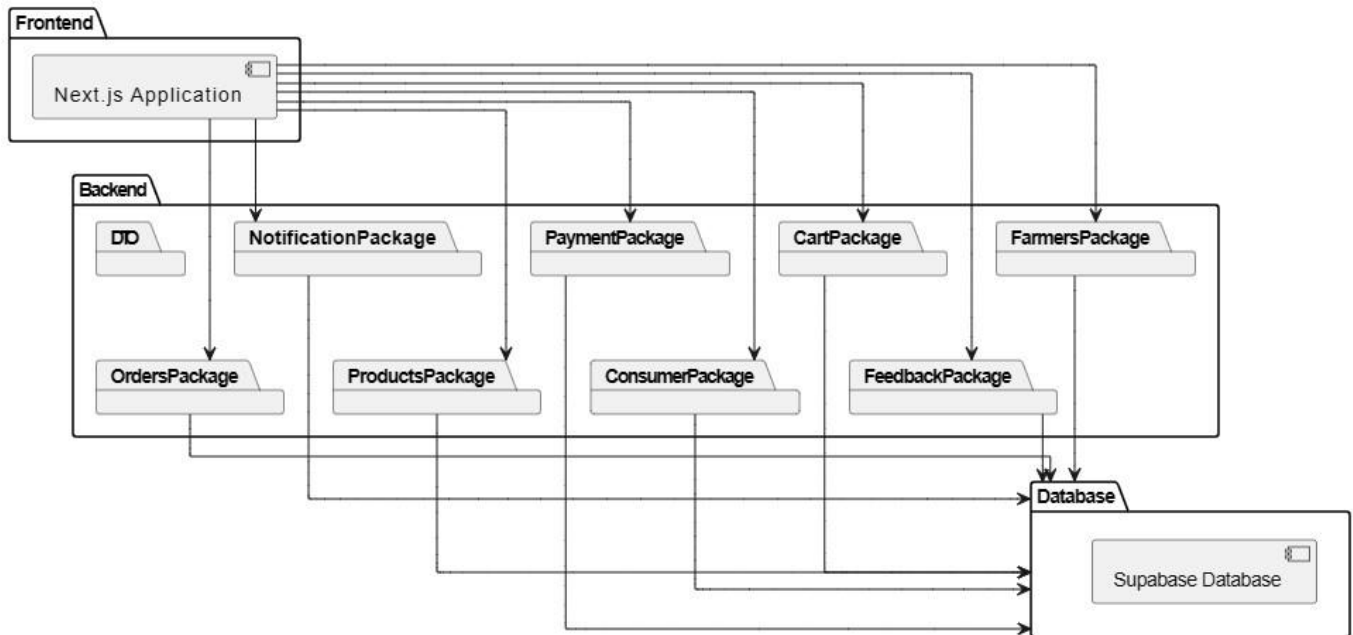 Frontend
Next.js Application
Backend
DTO
NotificationPackage
PaymentPackage
CartPackage
FarmersPackage
OrdersPackage
ProductsPackage
ConsumerPackage
FeedbackPackage
Database
Supabase Database